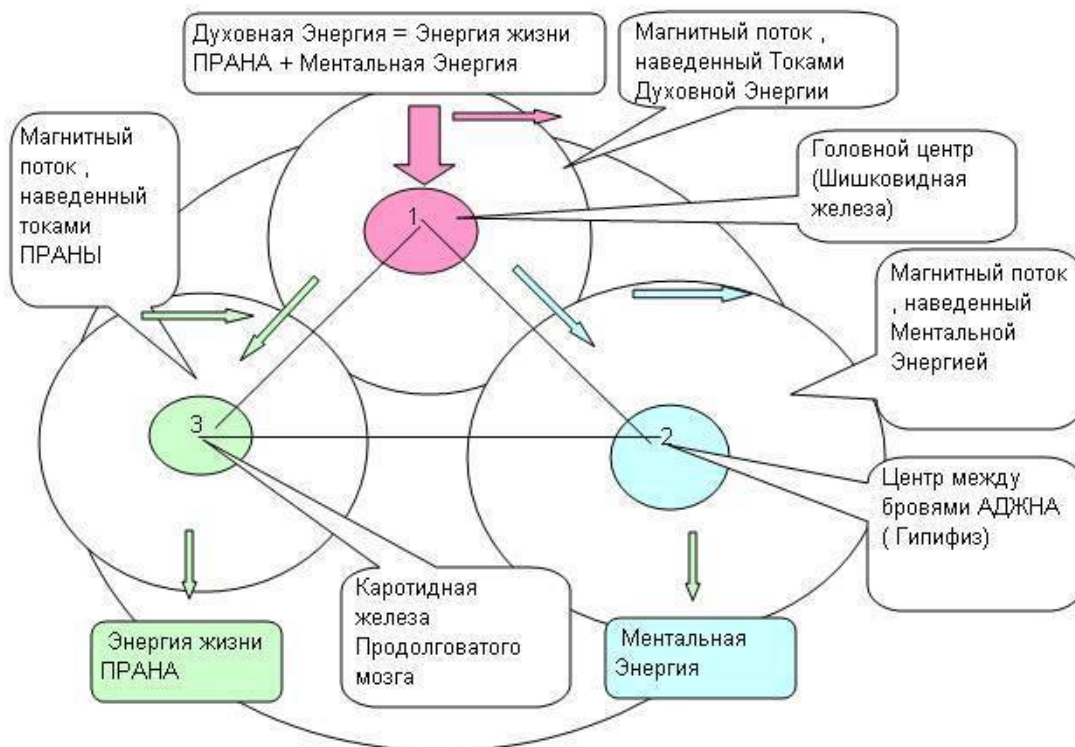 Духовная Энергия = Энергия жизни
ПРАНА + Ментальная Энергия
Магнитный поток ,
наведенный Токами
Духовной Энергии
Магнитный
поток ,
наведенный
токами
ПРАНЫ
Головной центр
(Шишковидная
железа)
1
Магнитный поток
, наведенный
Ментальной
Энергией
3
2
Центр между
бровями АДЖНА
( Гипифиз)
Каротидная
железа
Продолговатого
мозга
Энергия жизни
ПРАНА
Ментальная
Энергия